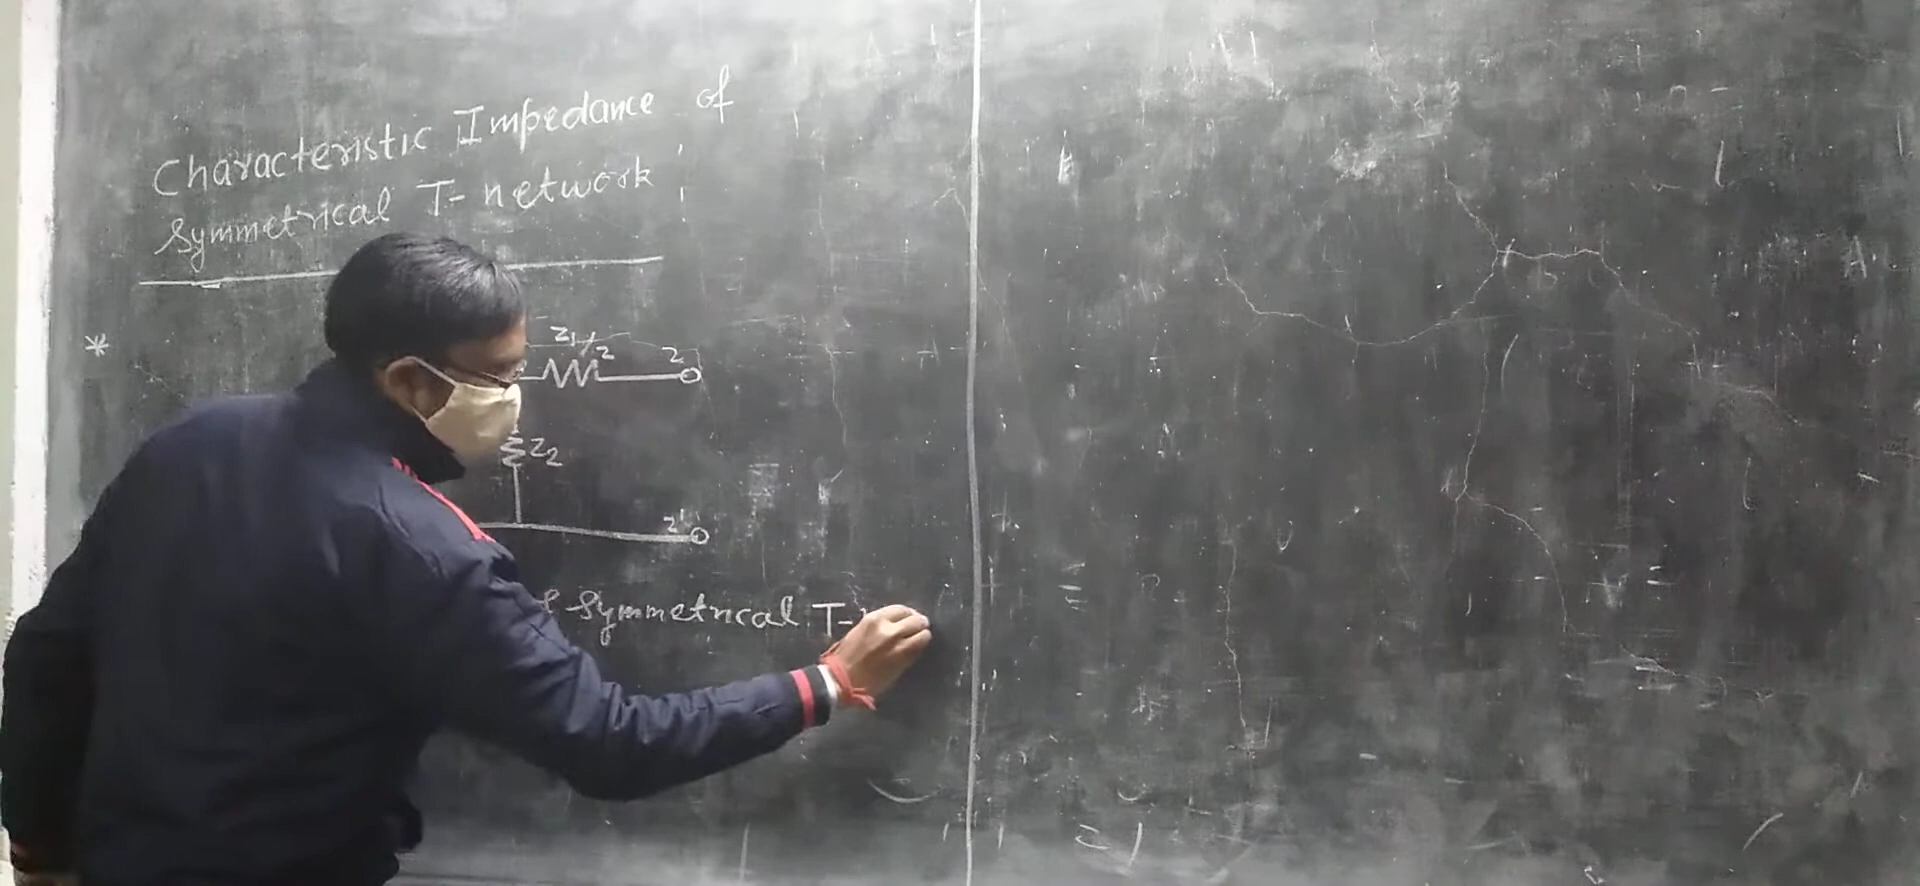 Characteristic Impedance of
Symmetrical T-network:
*
Z1/2
2
Z2
2'
Symmetrical T-